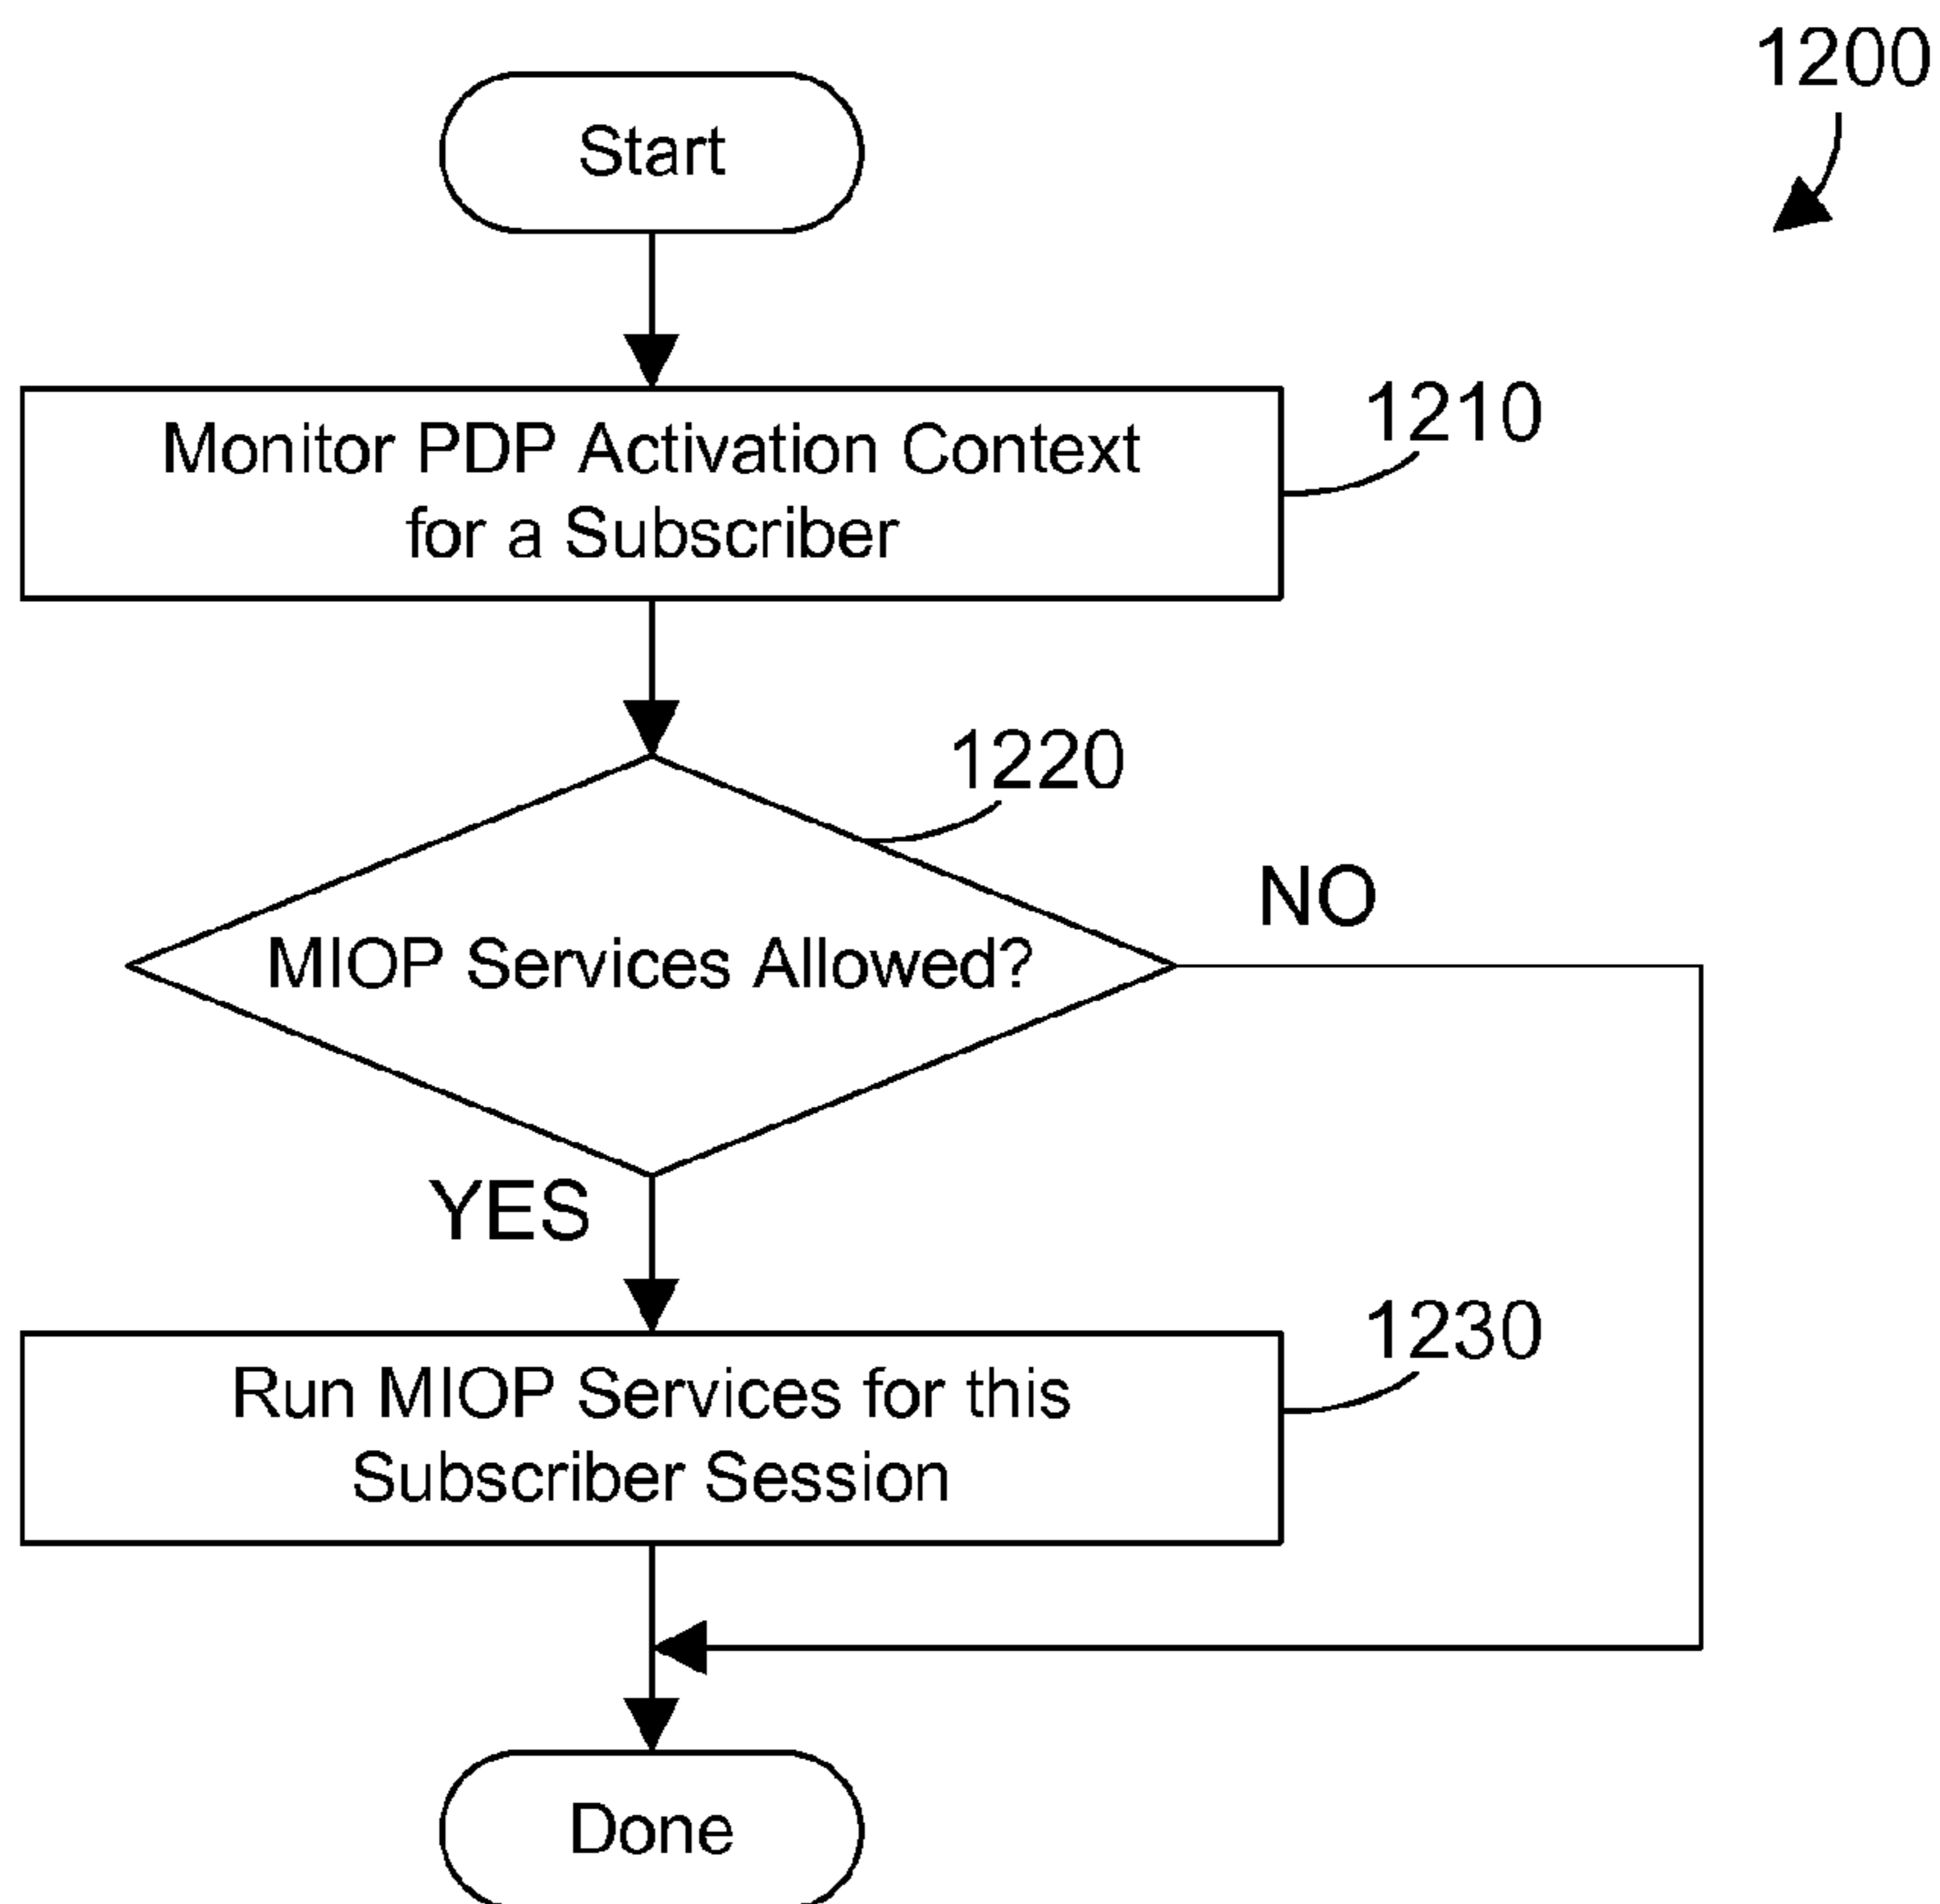 1200
Start
Monitor PDP Activation Context
for a Subscriber
1210
1220
MIOP Services Allowed?
NO
YES
Run MIOP Services for this
Subscriber Session
1230
Done